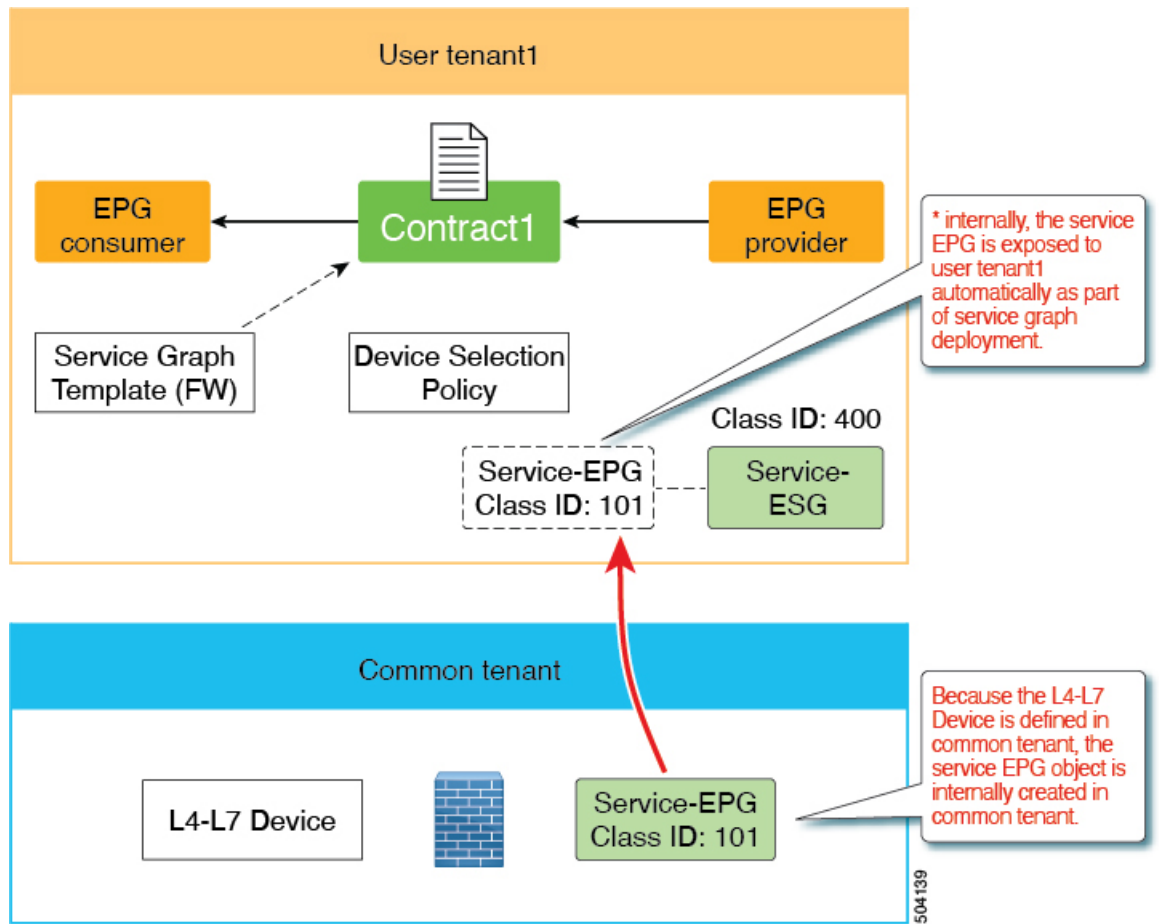 User tenant1
EPG
consumer
Contract1
EPG
provider
* internally, the service
EPG is exposed to
user tenant1
automatically as part
of service graph
deployment.
Service Graph
Template (FW)
Device Selection
Policy
Class ID: 400
Service-EPG
Class ID: 101
Service-
ESG
Common tenant
L4-L7 Device
Service-EPG
Class ID: 101
Because the L4-L7
Device is defined in
common tenant, the
service EPG object is
internally created in
common tenant.
504139